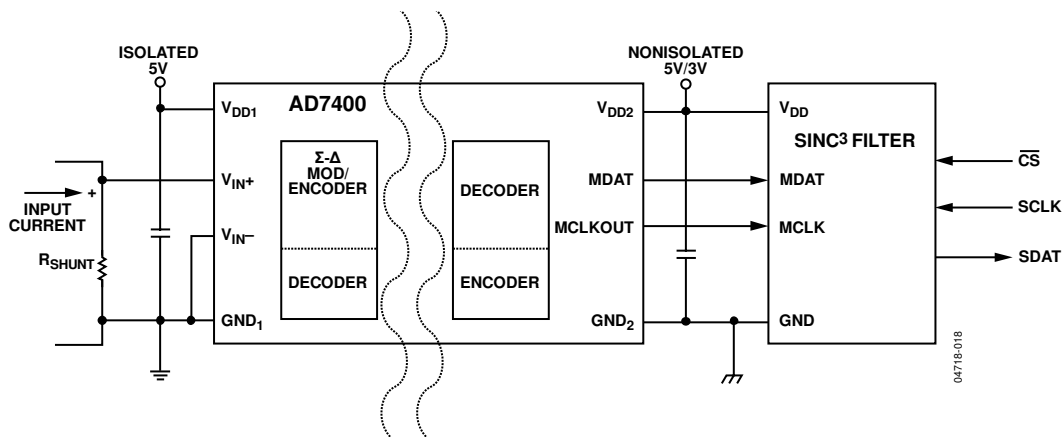 ISOLATED
5V
NONISOLATED
5V/3V
AD7400
VDD1
VIN+
VIN–
GND1
Σ-Δ
MOD/
ENCODER
DECODER
DECODER
ENCODER
VDD2
MDAT
MCLKOUT
GND2
VDD
SINC3 FILTER
MDAT
MCLK
GND
CS
SCLK
SDAT
+
INPUT
CURRENT
RSHUNT
04718-018